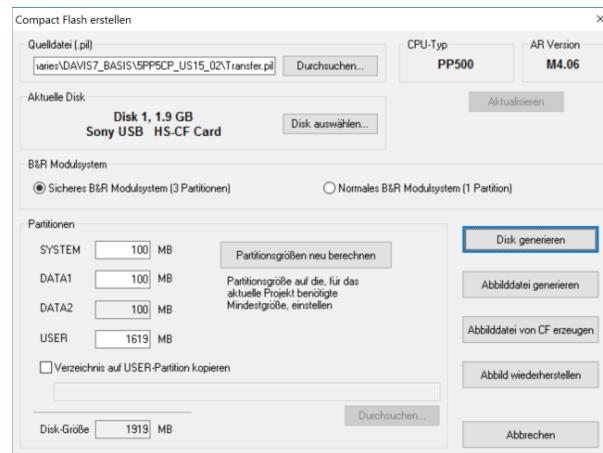 Compact Flash erstellen
Quelldatei (.pil)
\DAVIS7_BASIS\5PP5CP_US15_02\Transfer.pil
Durchsuchen...
CPU-Typ
PP500
AR Version
M4.06
Aktualisieren
Aktuelle Disk
Disk 1, 1.9 GB
Sony USB HS-CF Card
Disk auswählen...
B&R Modulsystem
Sicheres B&R Modulsystem (3 Partitionen)
Normales B&R Modulsystem (1 Partition)
Partitionen
SYSTEM 100 MB
DATA1 100 MB
DATA2 100 MB
USER 1619 MB
Partitionsgrößen neu berechnen
Partitionsgröße auf die, für das
aktuelle Projekt benötigte
Mindestgröße, einstellen
Verzeichnis auf USER-Partition kopieren
Durchsuchen...
Disk-Größe 1919 MB
Disk generieren
Abbilddatei generieren
Abbilddatei von CF erzeugen
Abbild wiederherstellen
Abbrechen